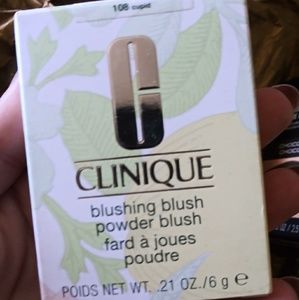 108 cupid
CLINIQUE
blushing blush
powder blush
fard à joues
poudre
POIDS NET WT. .21 OZ./6 g ℮